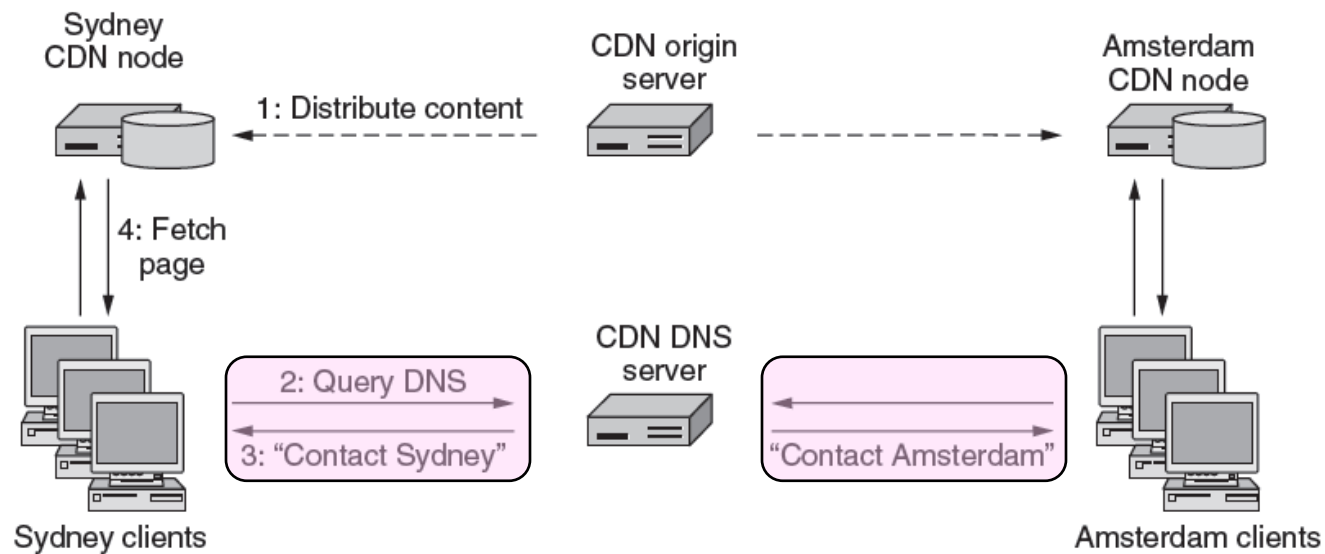 Sydney
CDN node
CDN origin
server
Amsterdam
CDN node
1: Distribute content
4: Fetch
page
CDN DNS
server
2: Query DNS
3: “Contact Sydney”
“Contact Amsterdam”
Sydney clients
Amsterdam clients